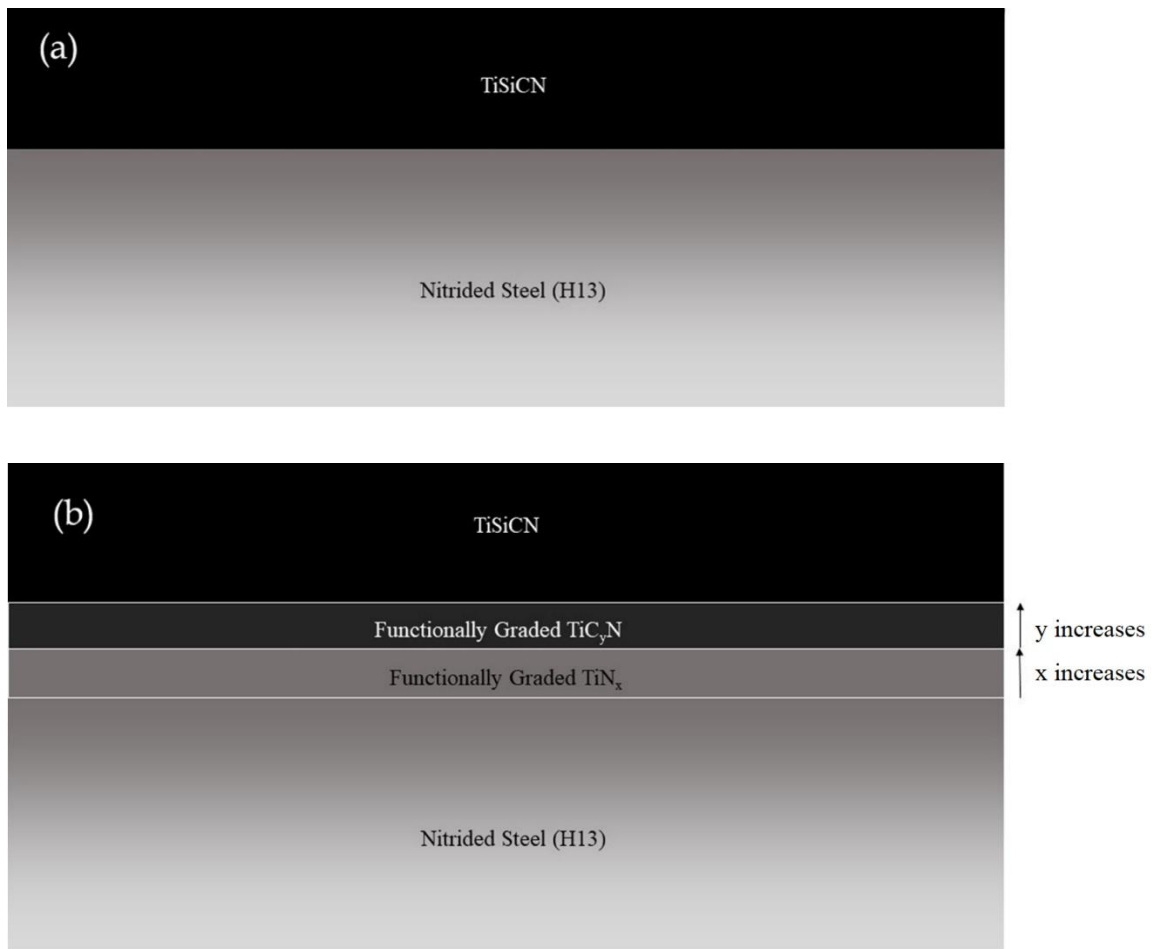 (a)
TiSiCN
Nitrided Steel (H13)
(b)
TiSiCN
Functionally Graded TiCyN
y increases
Functionally Graded TiNx
x increases
Nitrided Steel (H13)